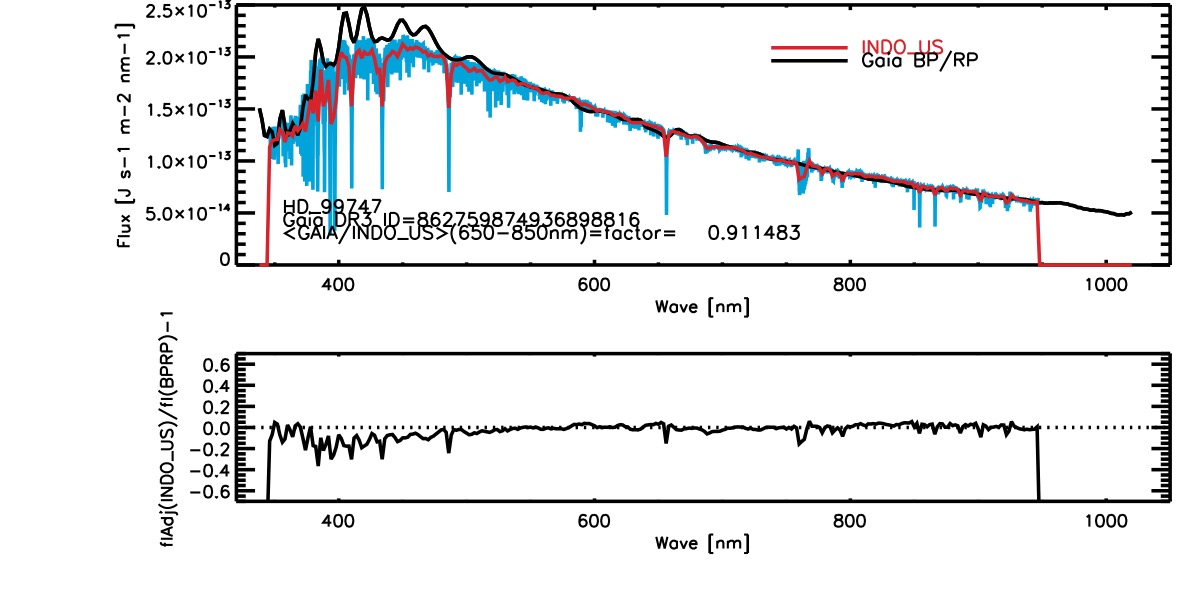 2.5×10⁻¹³
2.0×10⁻¹³
1.5×10⁻¹³
1.0×10⁻¹³
5.0×10⁻¹⁴
0
Flux [J s-1 m-2 nm-1]
INDO_US
Gaia BP/RP
HD_99747
Gaia DR3 ID=862759874936898816
<GAIA/INDO_US>(650-850nm)=factor= 0.911483
400 600 800 1000
Wave [nm]
flAdj(INDO_US)/fl(BPRP)-1
0.6
0.4
0.2
0.0
-0.2
-0.4
-0.6
400 600 800 1000
Wave [nm]